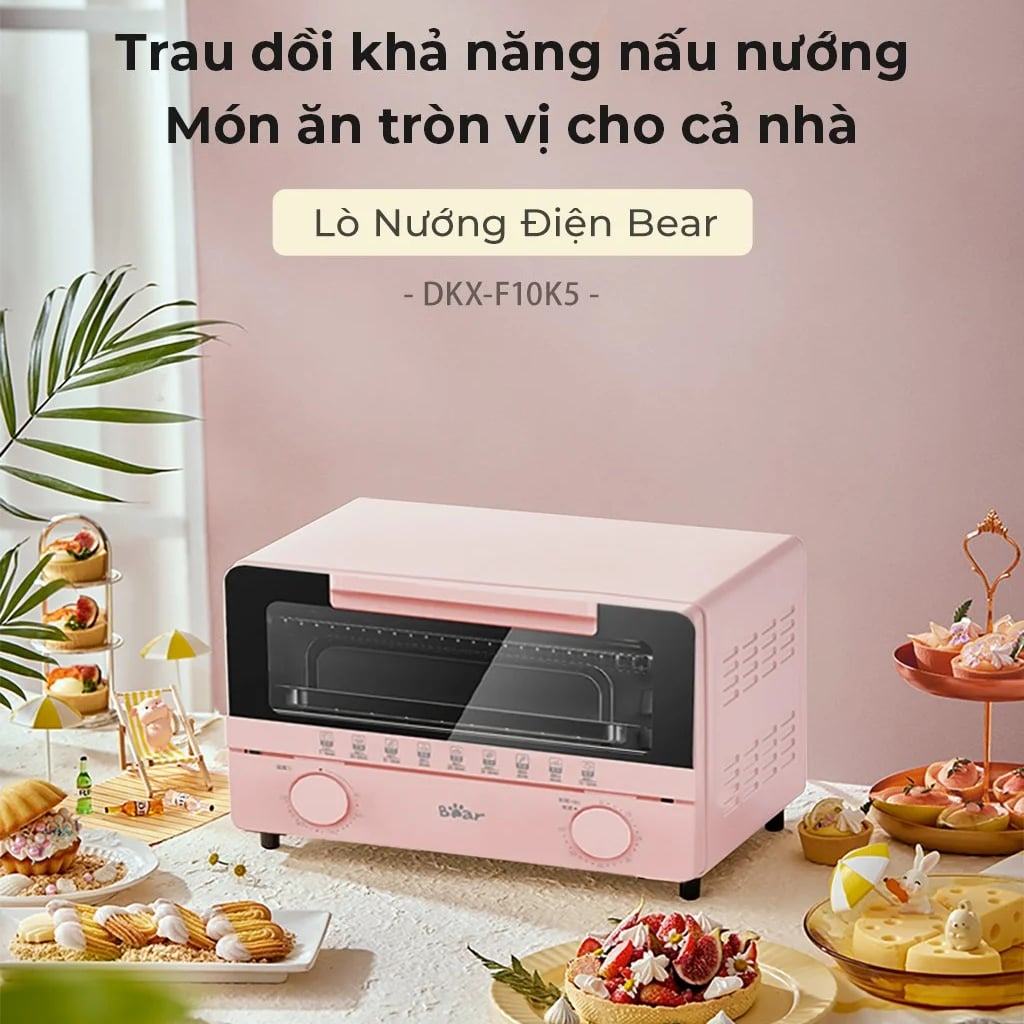 Trau dồi khả năng nấu nướng
Món ăn tròn vị cho cả nhà
Lò Nướng Điện Bear
- DKX-F10K5 -
Bear